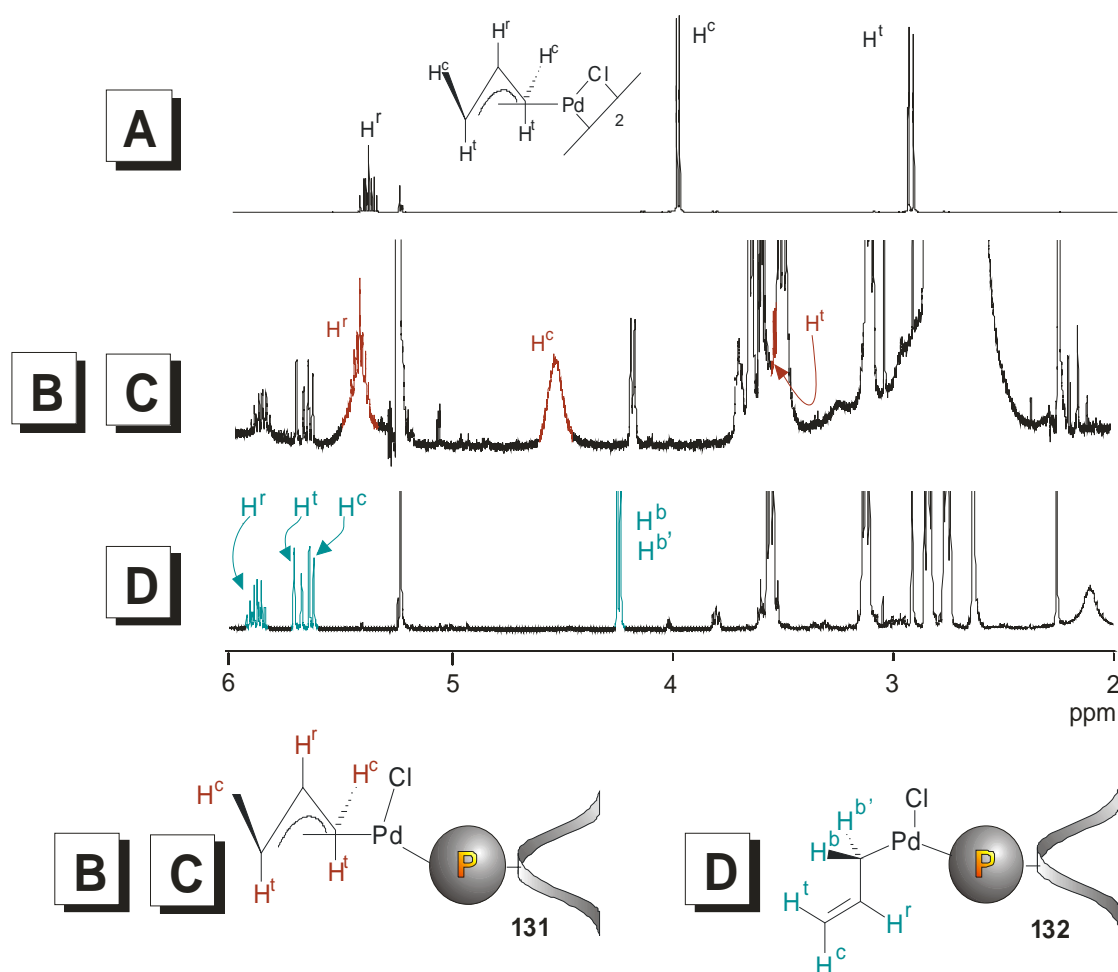 H^r
H^c
H^c
H^t
H^c
Cl
Pd
2
H^t
H^t
A
H^r
B C
H^r
H^c
H^t
D
H^r H^t H^c
H^b
H^b'
6 5 4 3 2
ppm
H^r
H^c
H^c
Cl
Pd
H^t
H^t
P
B C
131
Cl
H^b'
H^b
Pd
P
D
H^t
H^r
H^c
132